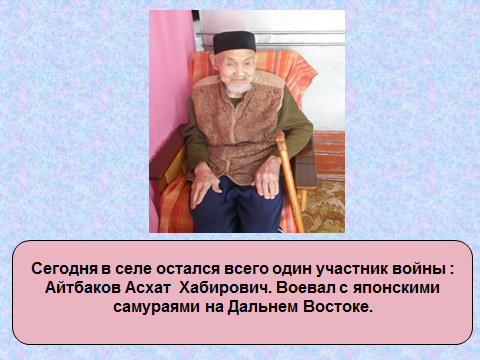 Сегодня в селе остался всего один участник войны :
Айтбаков Асхат Хабирович. Воевал с японскими
самураями на Дальнем Востоке.